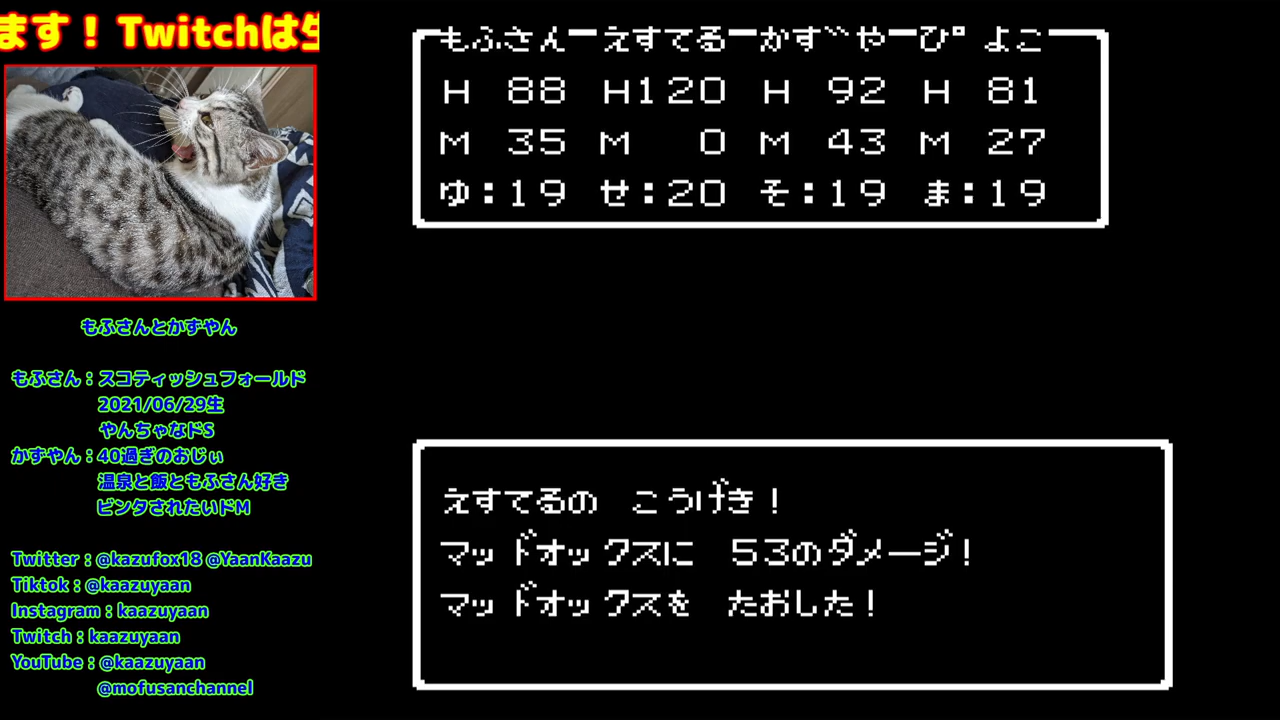 ます！Twitchは生
もふさんとかずやん
もふさん：スコティッシュフォールド
2021/06/29生
やんちゃなドS
かずやん：40過ぎのおじぃ
温泉と飯ともふさん好き
ビンタされたいドM
Twitter：@kazufox18 @YaanKaazu
Tiktok：@kaazuyaan
Instagram：kaazuyaan
Twitch：kaazuyaan
YouTube：@kaazuyaan
@mofusanchannel
もふさん えすてる かずや ぴよこ
H 88 H120 H 92 H 81
M 35 M 0 M 43 M 27
ゆ:19 せ:20 そ:19 ま:19
えすてるの こうげき！
マッドオックスに 53のダメージ！
マッドオックスを たおした！